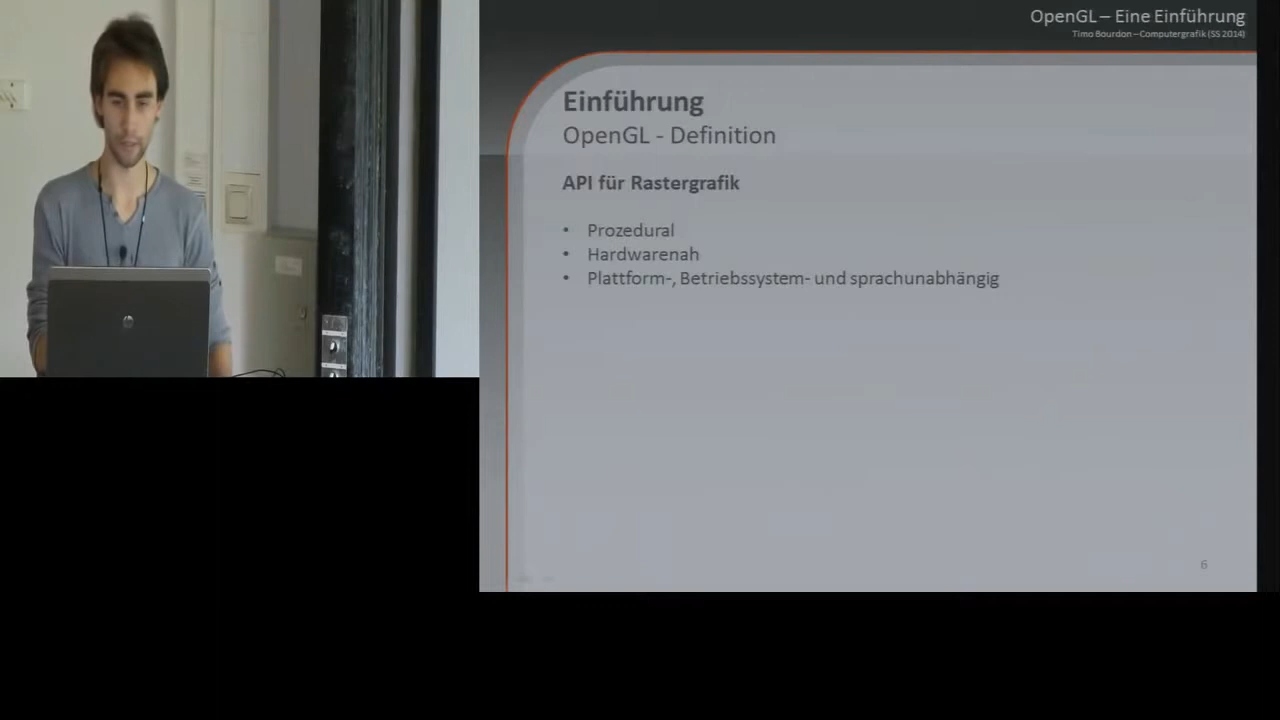 OpenGL – Eine Einführung
Timo Bourdon – Computergrafik (SS 2014)
Einführung
OpenGL - Definition
API für Rastergrafik
• Prozedural
• Hardwarenah
• Plattform-, Betriebssystem- und sprachunabhängig
6
hp